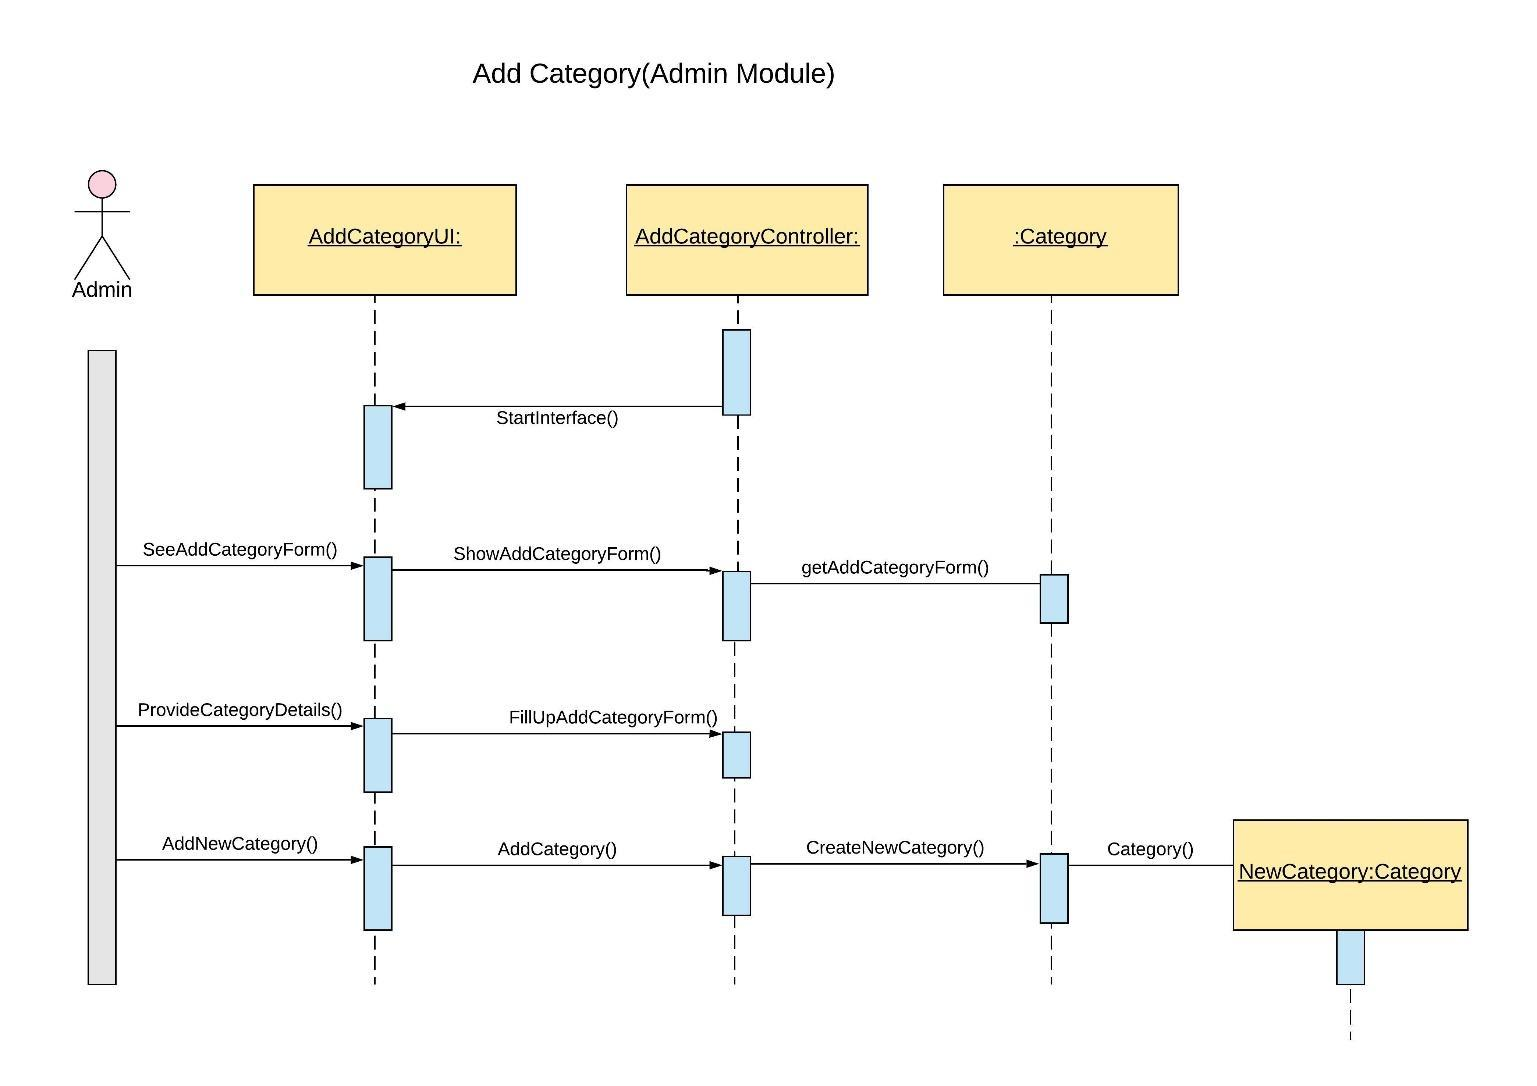 Add Category(Admin Module)
Admin
AddCategoryUI:
AddCategoryController:
:Category
StartInterface()
SeeAddCategoryForm()
ShowAddCategoryForm()
getAddCategoryForm()
ProvideCategoryDetails()
FillUpAddCategoryForm()
AddNewCategory()
AddCategory()
CreateNewCategory()
Category()
NewCategory:Category